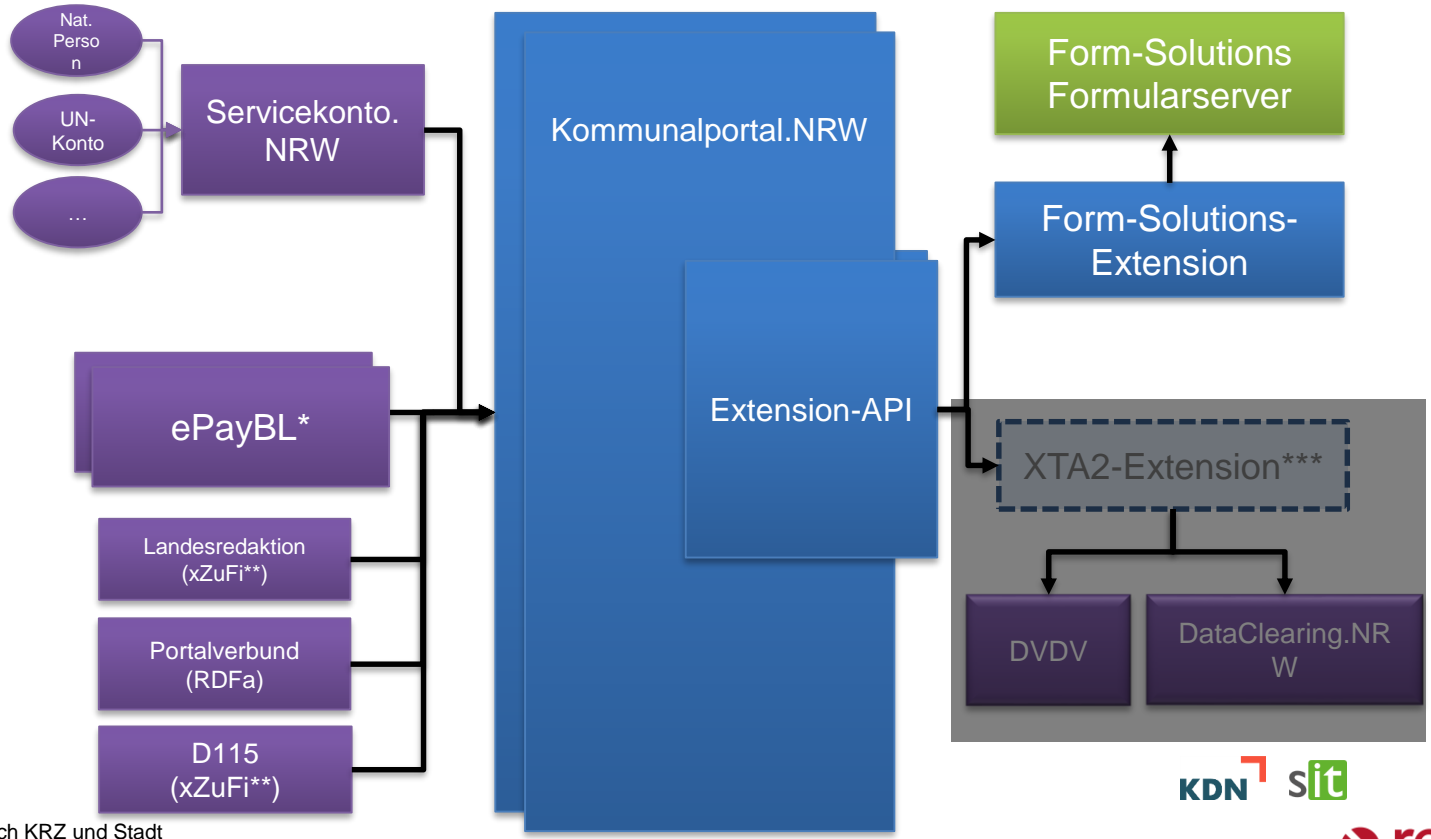 Nat.
Perso
n
UN-
Konto
...
Servicekonto.
NRW
ePayBL*
Landesredaktion
(xZuFi**)
Portalverbund
(RDFa)
D115
(xZuFi**)
Kommunalportal.NRW
Extension-API
Form-Solutions
Formularserver
Form-Solutions-
Extension
XTA2-Extension***
DVDV
DataClearing.NR
W
KDN
sit
ch KRZ und Stadt